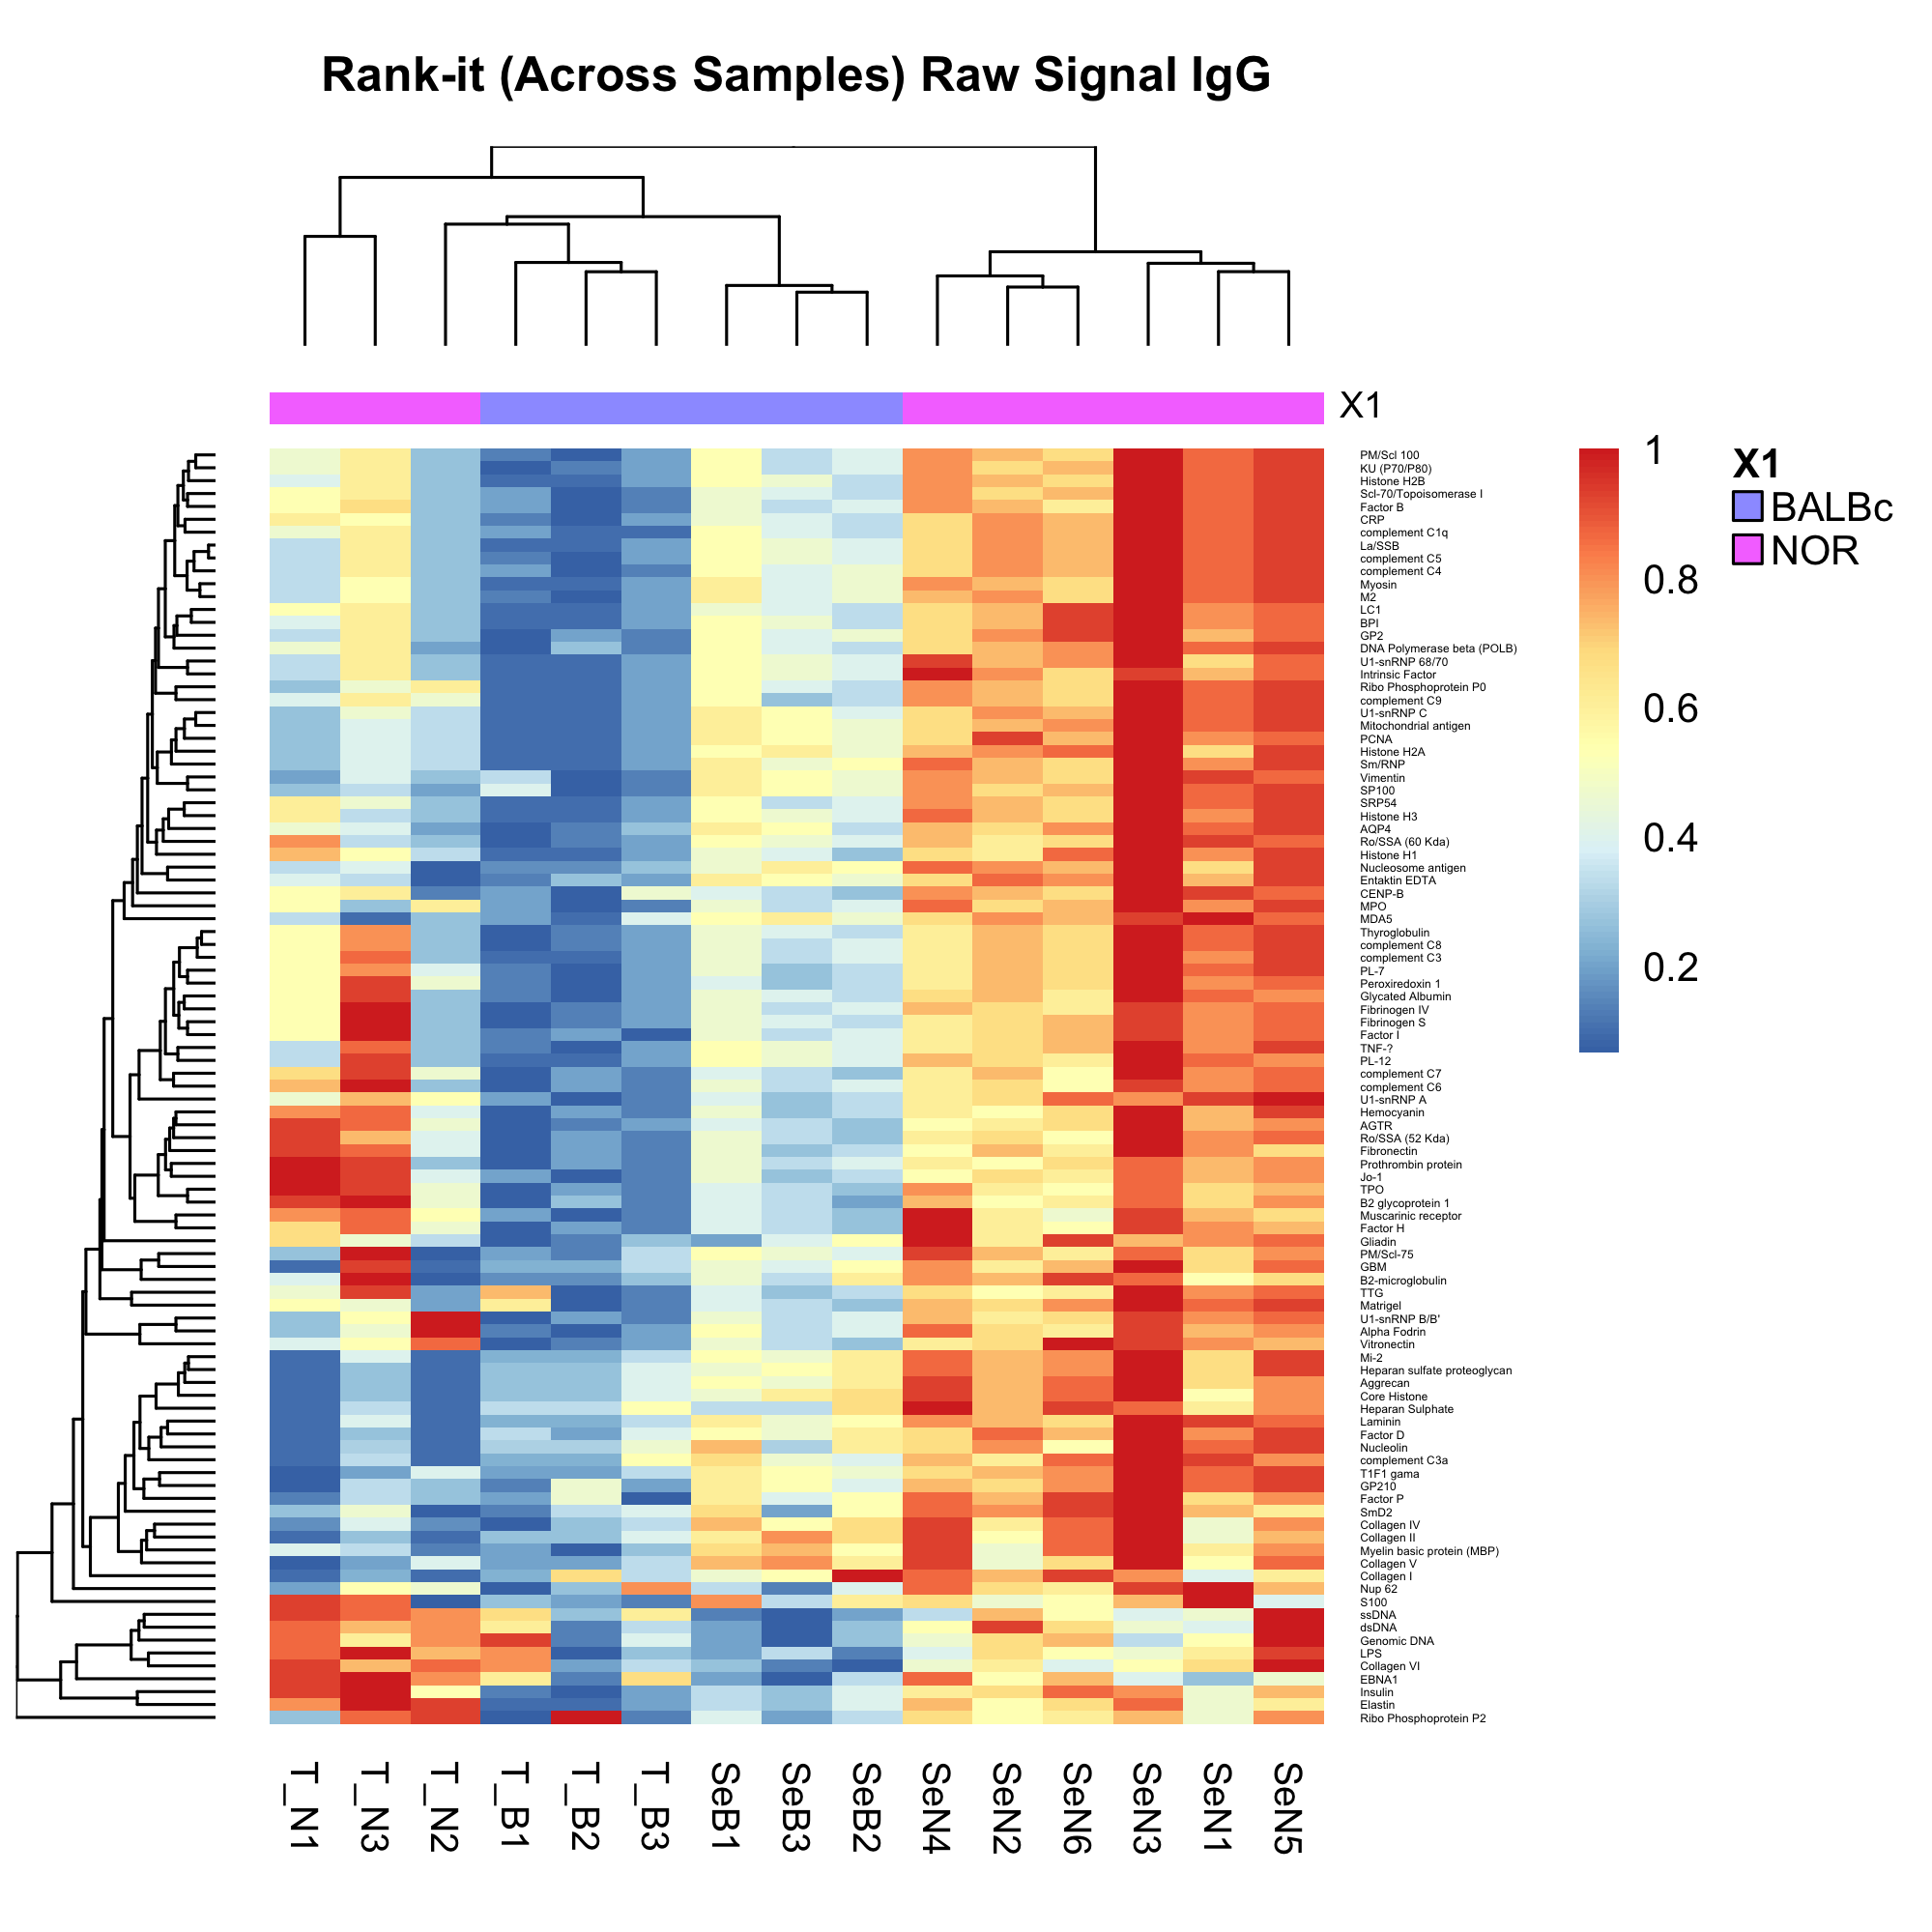 Rank-it (Across Samples) Raw Signal IgG
X1
PM/Scl 100
KU (P70/P80)
Histone H2B
Scl-70/Topoisomerase I
Factor B
CRP
complement C1q
La/SSB
complement C5
complement C4
Myosin
M2
LC1
BPI
GP2
DNA Polymerase beta (POLB)
U1-snRNP 68/70
Intrinsic Factor
Ribo Phosphoprotein P0
complement C9
U1-snRNP C
Mitochondrial antigen
PCNA
Histone H2A
Sm/RNP
Vimentin
SP100
SRP54
Histone H3
AQP4
Ro/SSA (60 Kda)
Histone H1
Nucleosome antigen
Entaktin EDTA
CENP-B
MPO
MDA5
Thyroglobulin
complement C8
complement C3
PL-7
Peroxiredoxin 1
Glycated Albumin
Fibrinogen IV
Fibrinogen S
Factor I
TNF-?
PL-12
complement C7
complement C6
U1-snRNP A
Hemocyanin
AGTR
Ro/SSA (52 Kda)
Fibronectin
Prothrombin protein
Jo-1
TPO
B2 glycoprotein 1
Muscarinic receptor
Factor H
Gliadin
PM/Scl-75
GBM
B2-microglobulin
TTG
Matrigel
U1-snRNP B/B'
Alpha Fodrin
Vitronectin
Mi-2
Heparan sulfate proteoglycan
Aggrecan
Core Histone
Heparan Sulphate
Laminin
Factor D
Nucleolin
complement C3a
T1F1 gama
GP210
Factor P
SmD2
Collagen IV
Collagen II
Myelin basic protein (MBP)
Collagen V
Collagen I
Nup 62
S100
ssDNA
dsDNA
Genomic DNA
LPS
Collagen VI
EBNA1
Insulin
Elastin
Ribo Phosphoprotein P2
1
0.8
0.6
0.4
0.2
X1
BALBc
NOR
T_N1
T_N3
T_N2
T_B1
T_B2
T_B3
SeB1
SeB3
SeB2
SeN4
SeN2
SeN6
SeN3
SeN1
SeN5